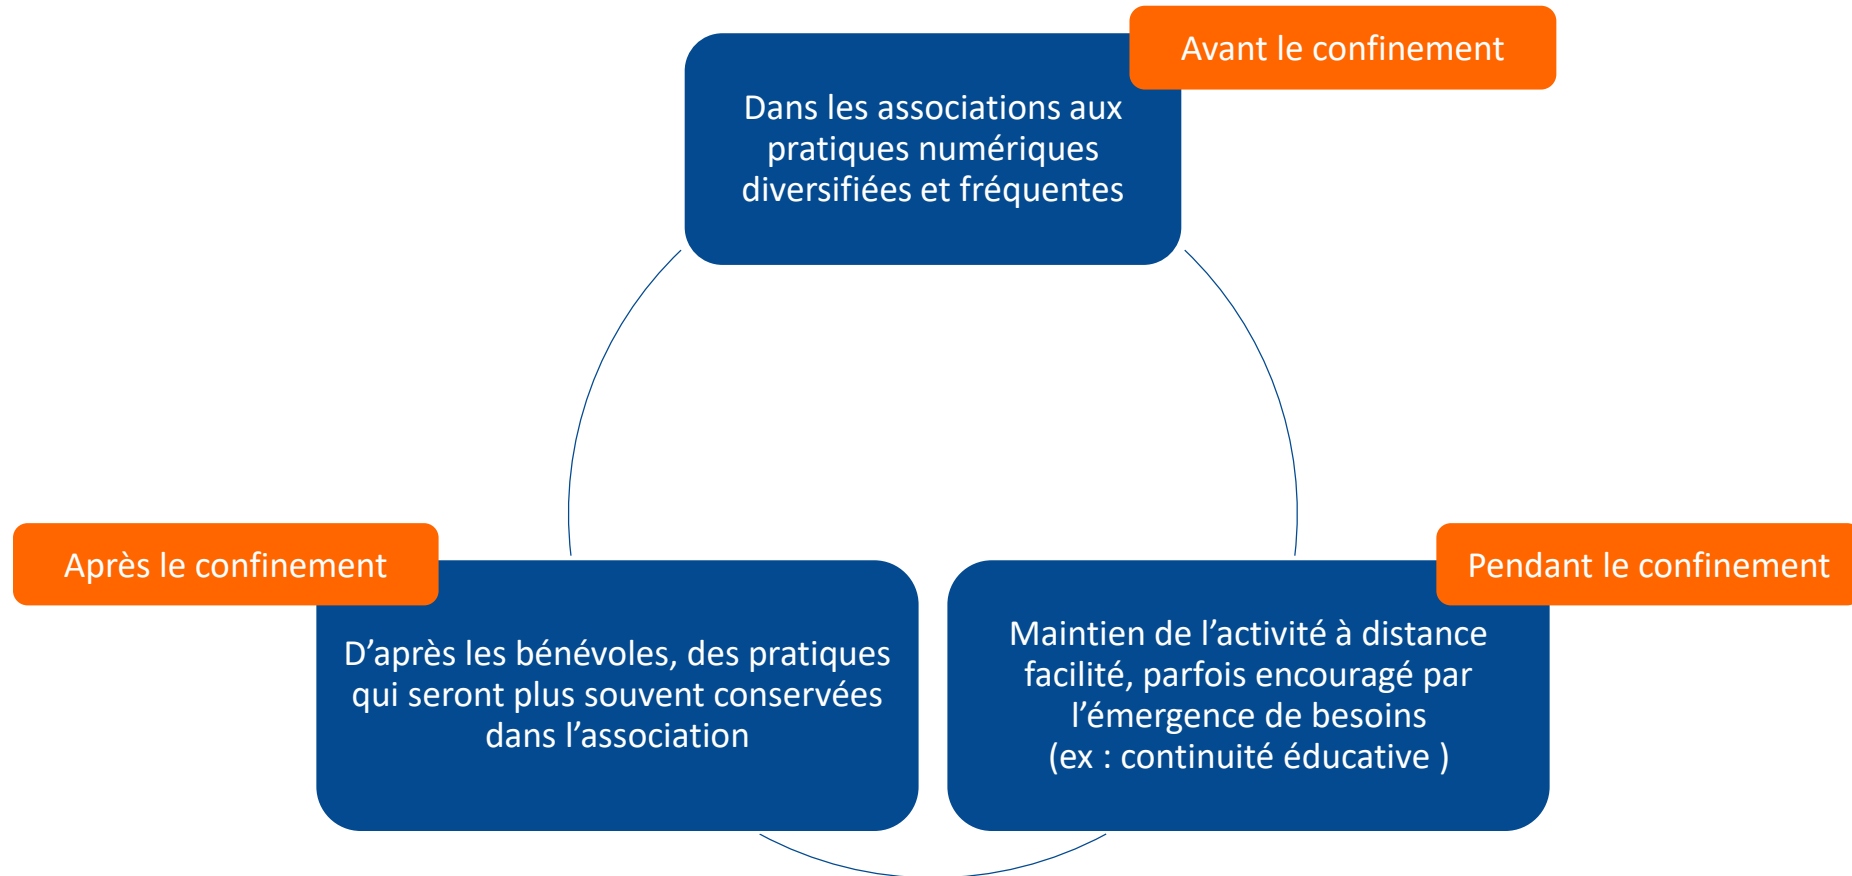 Avant le confinement
Dans les associations aux
pratiques numériques
diversifiées et fréquentes
Pendant le confinement
Maintien de l’activité à distance
facilité, parfois encouragé par
l’émergence de besoins
(ex : continuité éducative )
Après le confinement
D’après les bénévoles, des pratiques
qui seront plus souvent conservées
dans l’association